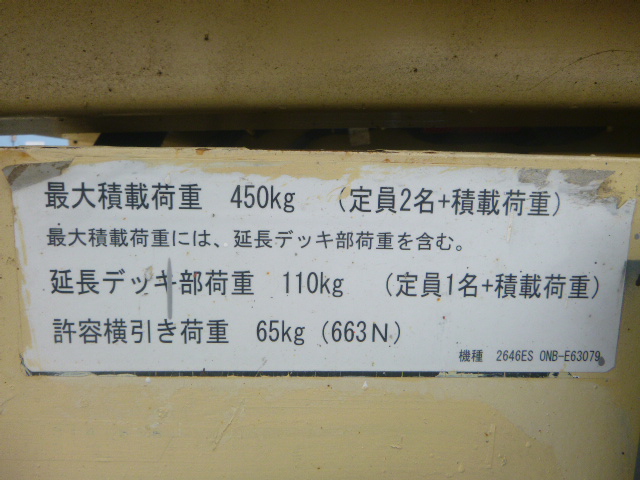 最大積載荷重 450kg (定員2名+積載荷重)
最大積載荷重には、延長デッキ部荷重を含む。
延長デッキ部荷重 110kg (定員1名+積載荷重)
許容横引き荷重 65kg (663N)
機種 2646ES ONB-E63079